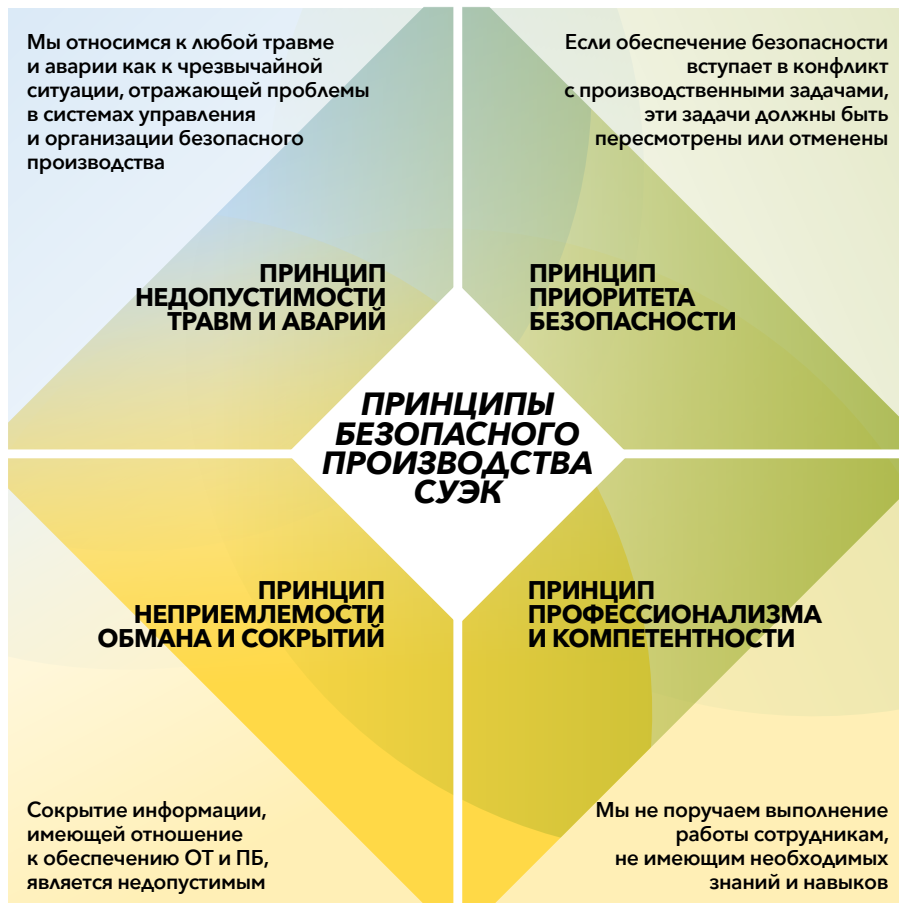 Мы относимся к любой травме
и аварии как к чрезвычайной
ситуации, отражающей проблемы
в системах управления
и организации безопасного
производства
ПРИНЦИП
НЕДОПУСТИМОСТИ
ТРАВМ И АВАРИЙ
Если обеспечение безопасности
вступает в конфликт
с производственными задачами,
эти задачи должны быть
пересмотрены или отменены
ПРИНЦИП
ПРИОРИТЕТА
БЕЗОПАСНОСТИ
ПРИНЦИПЫ
БЕЗОПАСНОГО
ПРОИЗВОДСТВА
СУЭК
ПРИНЦИП
НЕПРИЕМЛЕМОСТИ
ОБМАНА И СОКРЫТИЙ
Сокрытие информации,
имеющей отношение
к обеспечению ОТ и ПБ,
является недопустимым
ПРИНЦИП
ПРОФЕССИОНАЛИЗМА
И КОМПЕТЕНТНОСТИ
Мы не поручаем выполнение
работы сотрудникам,
не имеющим необходимых
знаний и навыков